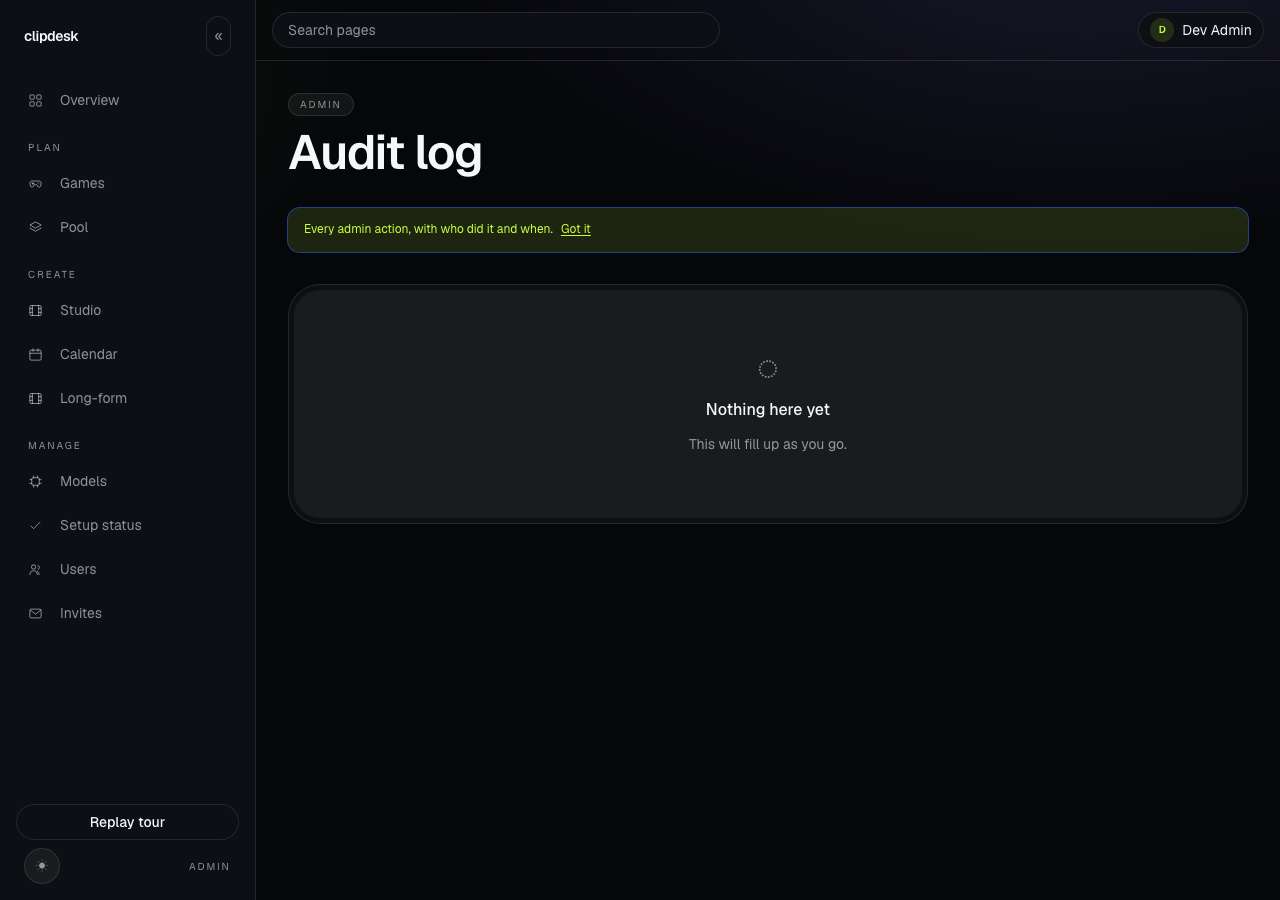 clipdesk
«
Search pages
D
Dev Admin
Overview
PLAN
Games
Pool
CREATE
Studio
Calendar
Long-form
MANAGE
Models
Setup status
Users
Invites
Replay tour
ADMIN
ADMIN
Audit log
Every admin action, with who did it and when. Got it
Nothing here yet
This will fill up as you go.